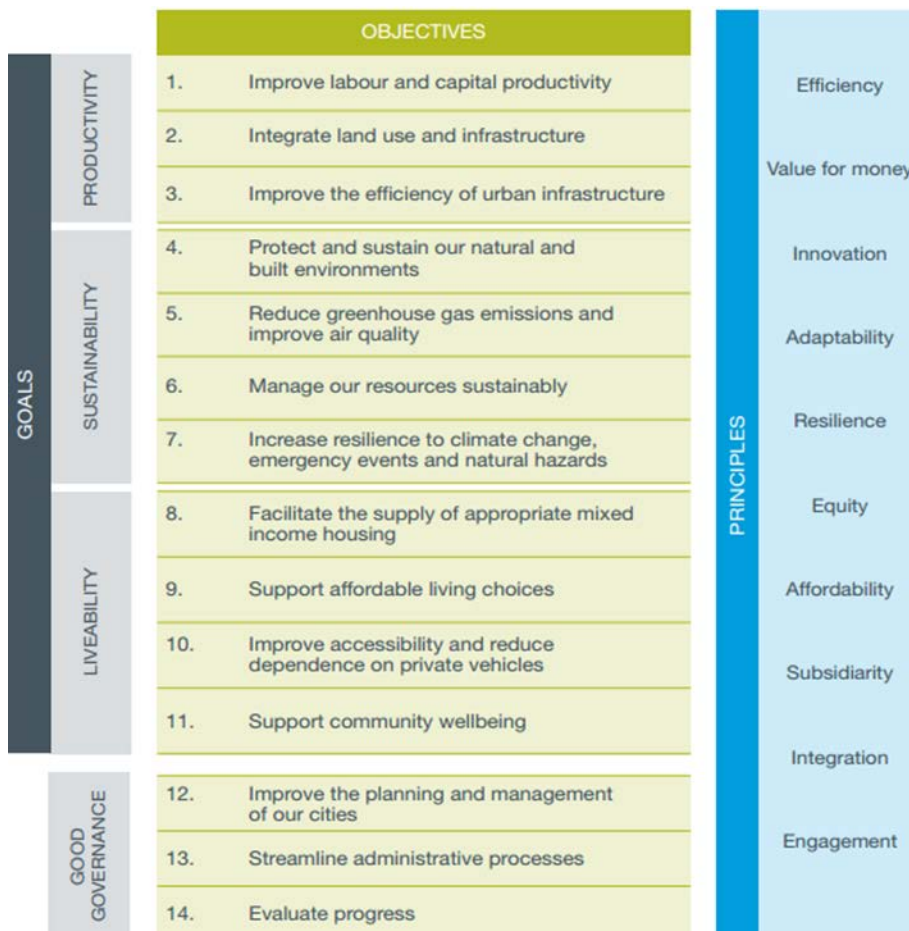 OBJECTIVES
GOALS
PRODUCTIVITY
1. Improve labour and capital productivity
2. Integrate land use and infrastructure
3. Improve the efficiency of urban infrastructure
SUSTAINABILITY
4. Protect and sustain our natural and
built environments
5. Reduce greenhouse gas emissions and
improve air quality
6. Manage our resources sustainably
7. Increase resilience to climate change,
emergency events and natural hazards
LIVEABILITY
8. Facilitate the supply of appropriate mixed
income housing
9. Support affordable living choices
10. Improve accessibility and reduce
dependence on private vehicles
11. Support community wellbeing
GOOD
GOVERNANCE
12. Improve the planning and management
of our cities
13. Streamline administrative processes
14. Evaluate progress
PRINCIPLES
Efficiency
Value for money
Innovation
Adaptability
Resilience
Equity
Affordability
Subsidiarity
Integration
Engagement